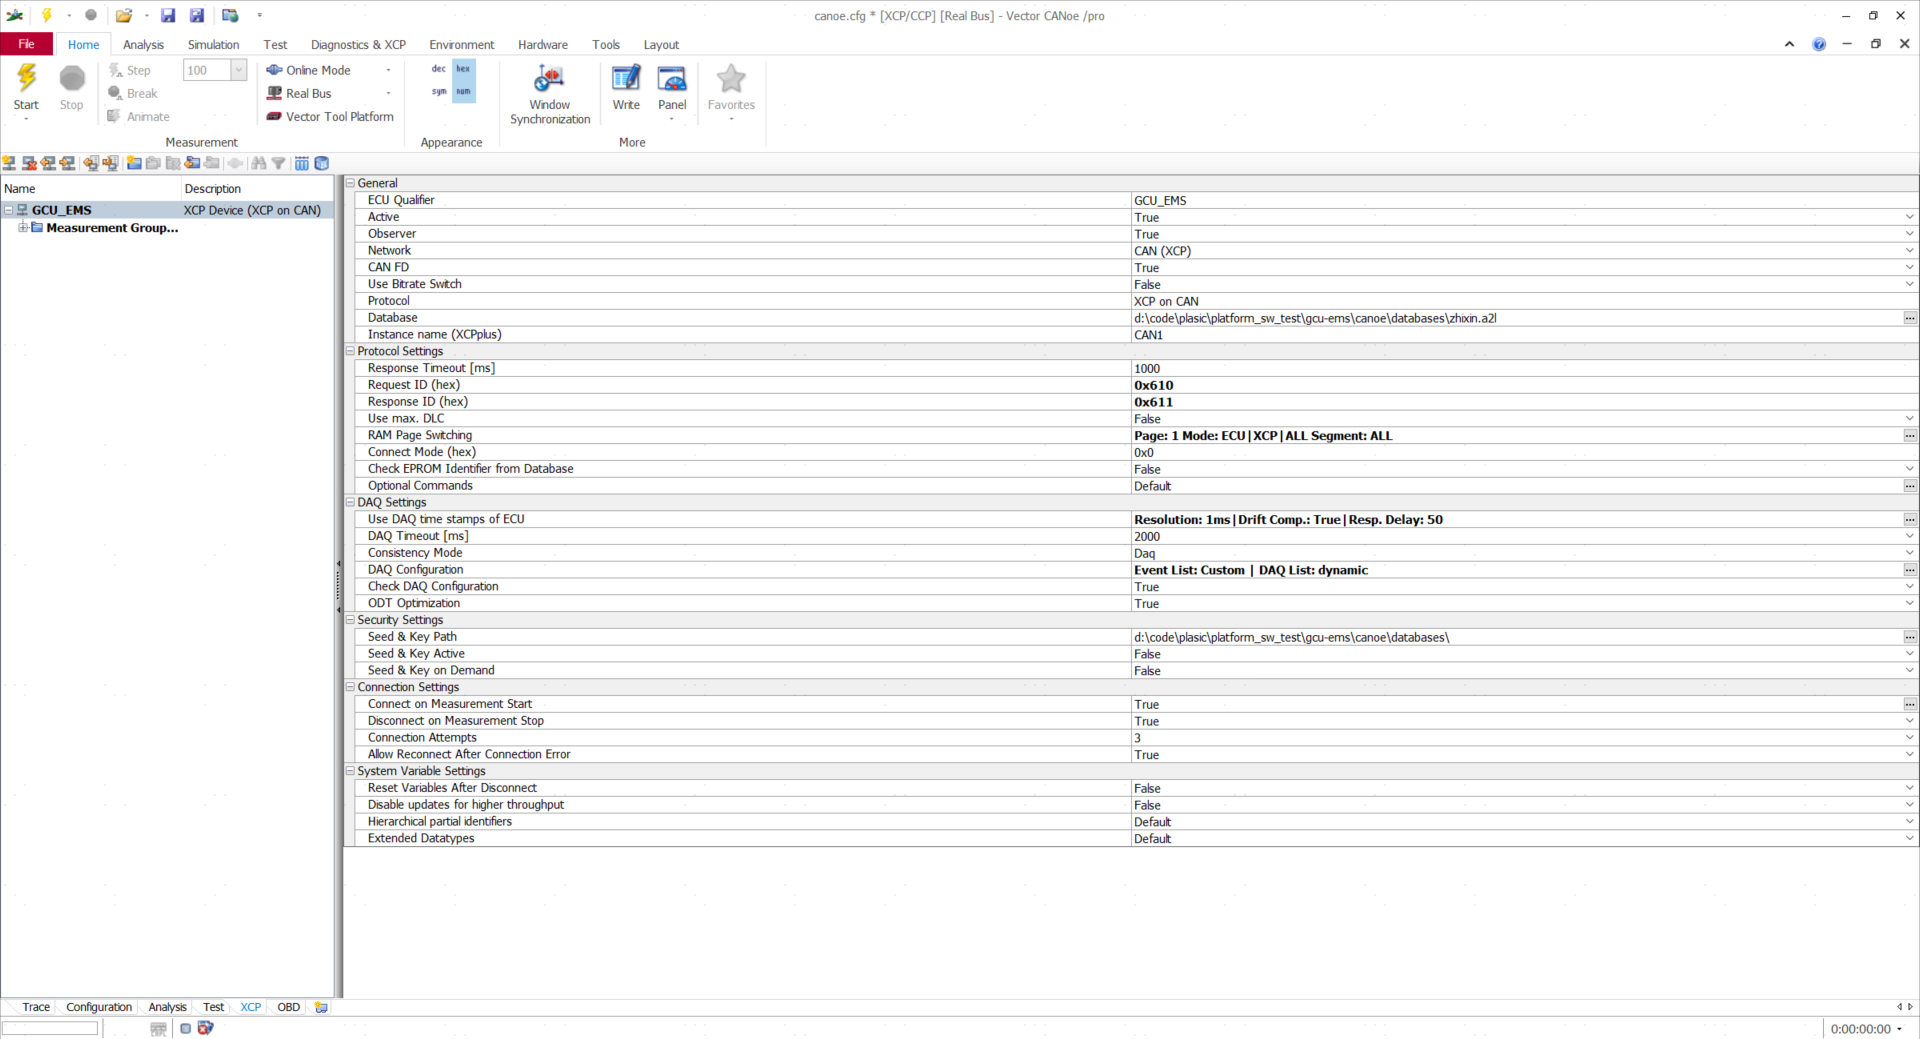 canoe.cfg * [XCP/CCP] [Real Bus] - Vector CANoe /pro
File Home Analysis Simulation Test Diagnostics & XCP Environment Hardware Tools Layout
Start
Stop
Step
Break
Animate
100
Online Mode
Real Bus
Vector Tool Platform
Measurement
dec hex
sym num
Appearance
Window
Synchronization
Write
Panel
More
Favorites
Name Description
GCU_EMS XCP Device (XCP on CAN)
Measurement Group...
General
ECU Qualifier GCU_EMS
Active True
Observer True
Network CAN (XCP)
CAN FD True
Use Bitrate Switch False
Protocol XCP on CAN
Database d:\code\plasic\platform_sw_test\gcu-ems\canoe\databases\zhixin.a2l
Instance name (XCPplus) CAN1
Protocol Settings
Response Timeout [ms] 1000
Request ID (hex) 0x610
Response ID (hex) 0x611
Use max. DLC False
RAM Page Switching Page: 1 Mode: ECU|XCP|ALL Segment: ALL
Connect Mode (hex) 0x0
Check EPROM Identifier from Database False
Optional Commands Default
DAQ Settings
Use DAQ time stamps of ECU Resolution: 1ms|Drift Comp.: True|Resp. Delay: 50
DAQ Timeout [ms] 2000
Consistency Mode Daq
DAQ Configuration Event List: Custom | DAQ List: dynamic
Check DAQ Configuration True
ODT Optimization True
Security Settings
Seed & Key Path d:\code\plasic\platform_sw_test\gcu-ems\canoe\databases\
Seed & Key Active False
Seed & Key on Demand False
Connection Settings
Connect on Measurement Start True
Disconnect on Measurement Stop True
Connection Attempts 3
Allow Reconnect After Connection Error True
System Variable Settings
Reset Variables After Disconnect False
Disable updates for higher throughput False
Hierarchical partial identifiers Default
Extended Datatypes Default
Trace Configuration Analysis Test XCP OBD
0:00:00:00